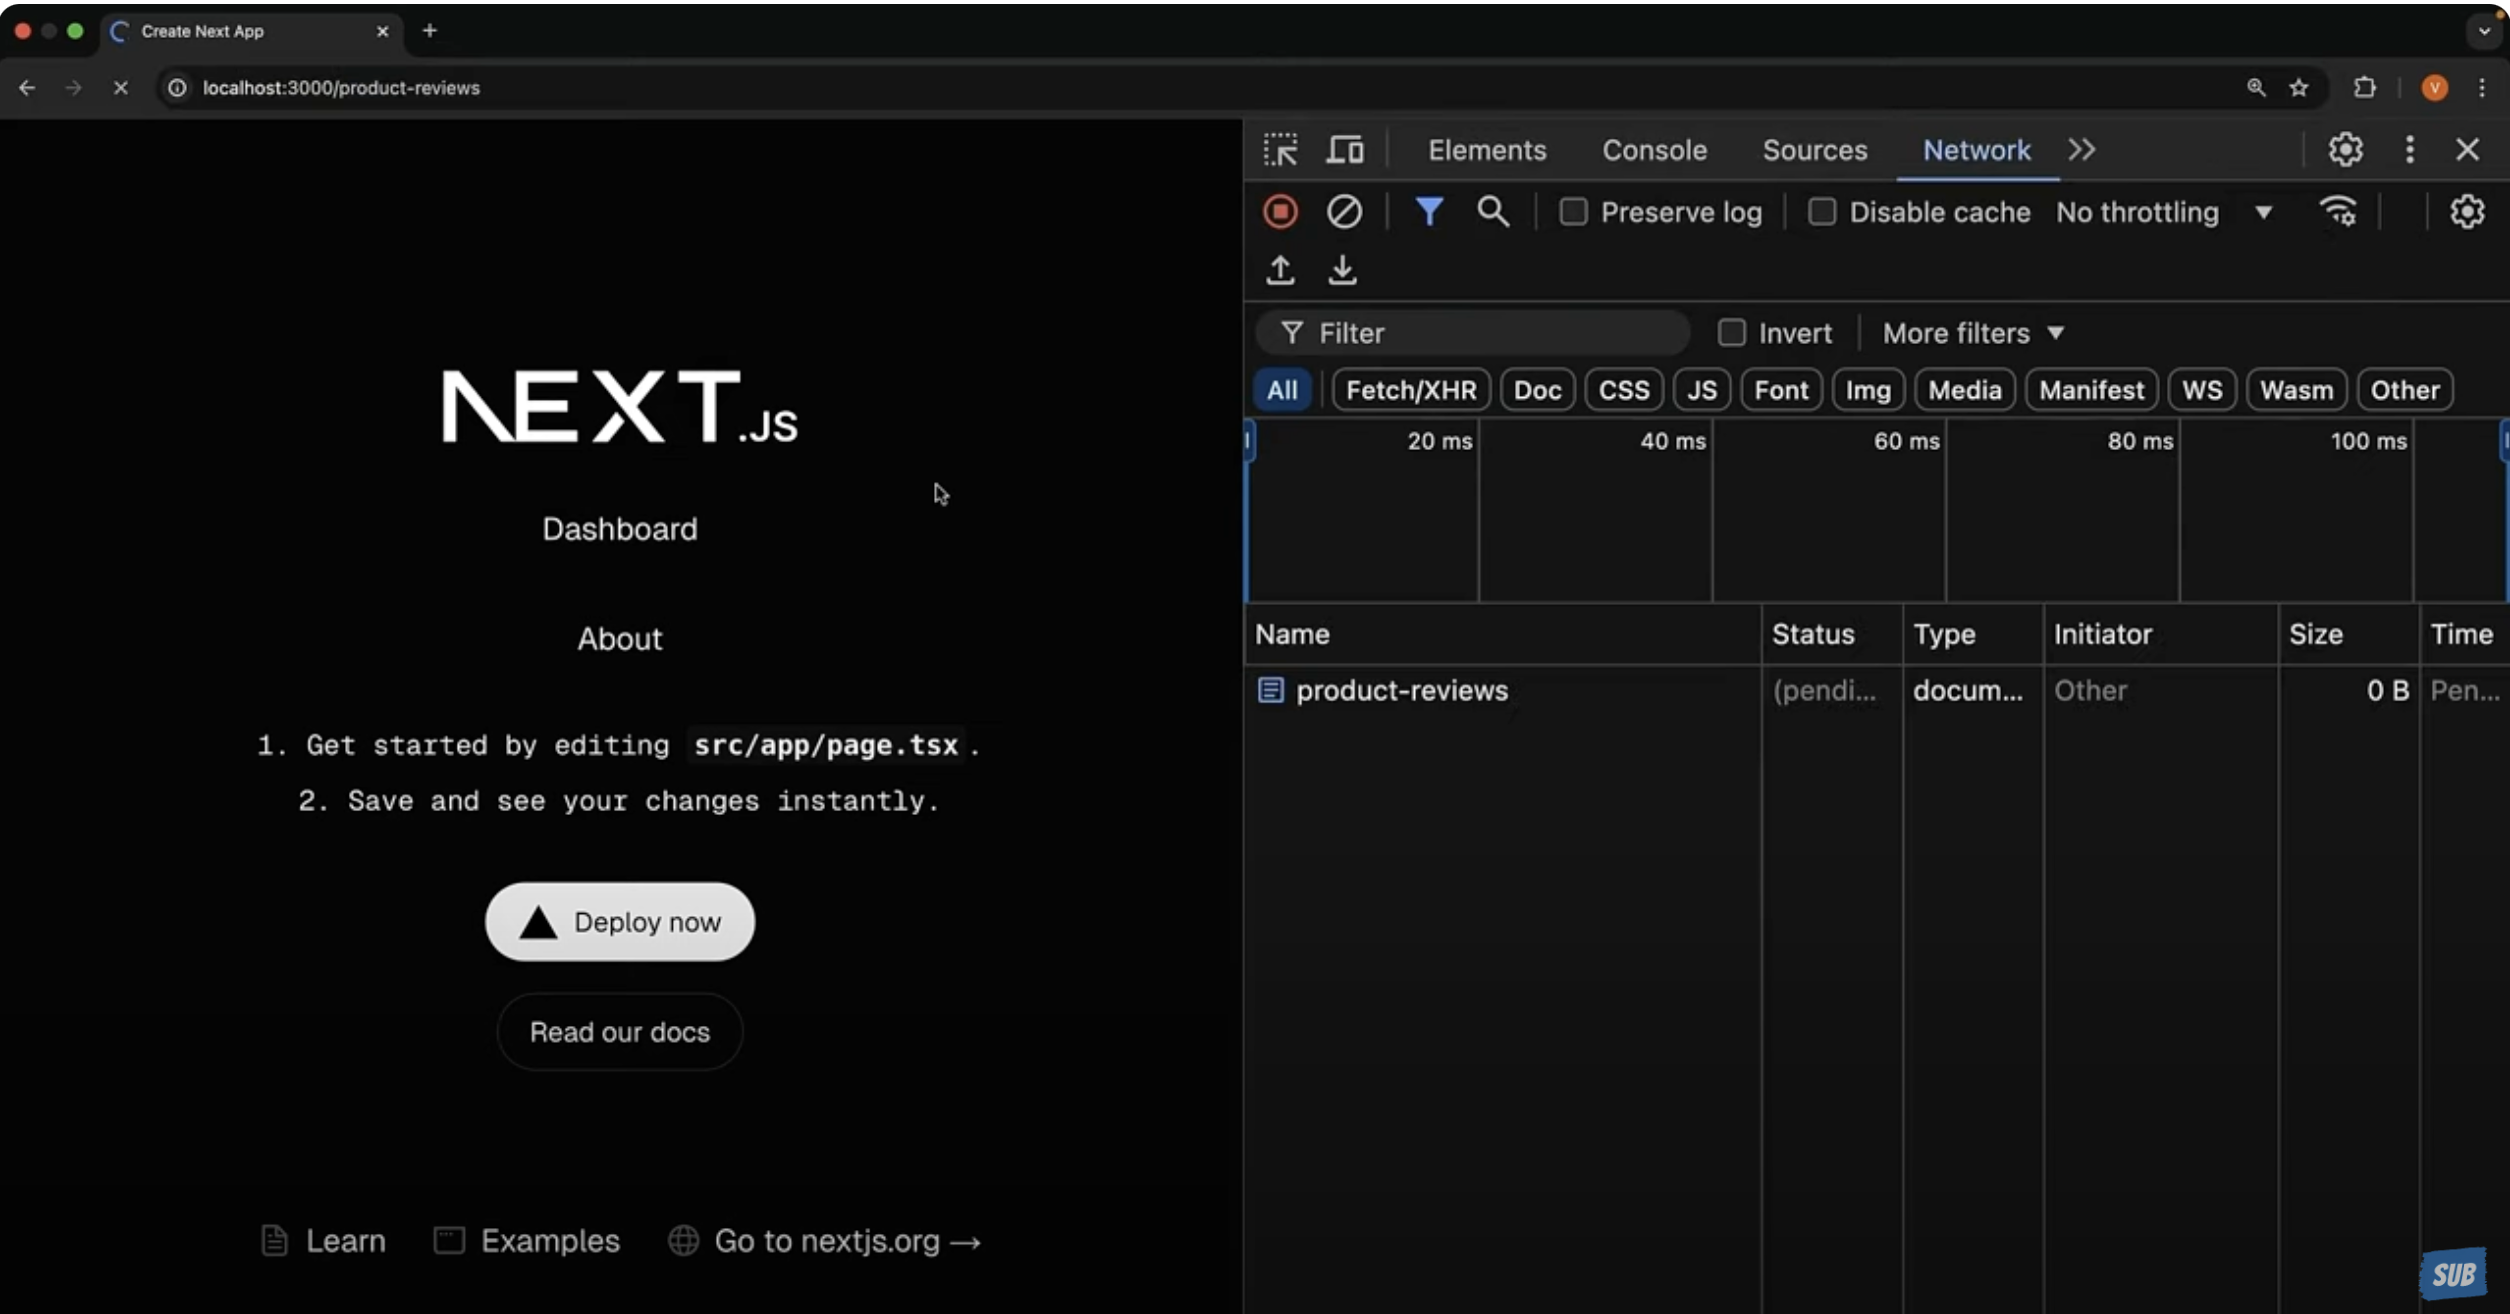 Create Next App
localhost:3000/product-reviews
V
NEXT.JS
Dashboard
About
1. Get started by editing src/app/page.tsx.
2. Save and see your changes instantly.
Deploy now
Read our docs
Learn Examples Go to nextjs.org →
Elements Console Sources Network
Preserve log Disable cache No throttling
Filter Invert More filters
All Fetch/XHR Doc CSS JS Font Img Media Manifest WS Wasm Other
20 ms 40 ms 60 ms 80 ms 100 ms
Name Status Type Initiator Size Time
product-reviews (pendi... docum... Other 0 B Pen...
SUB